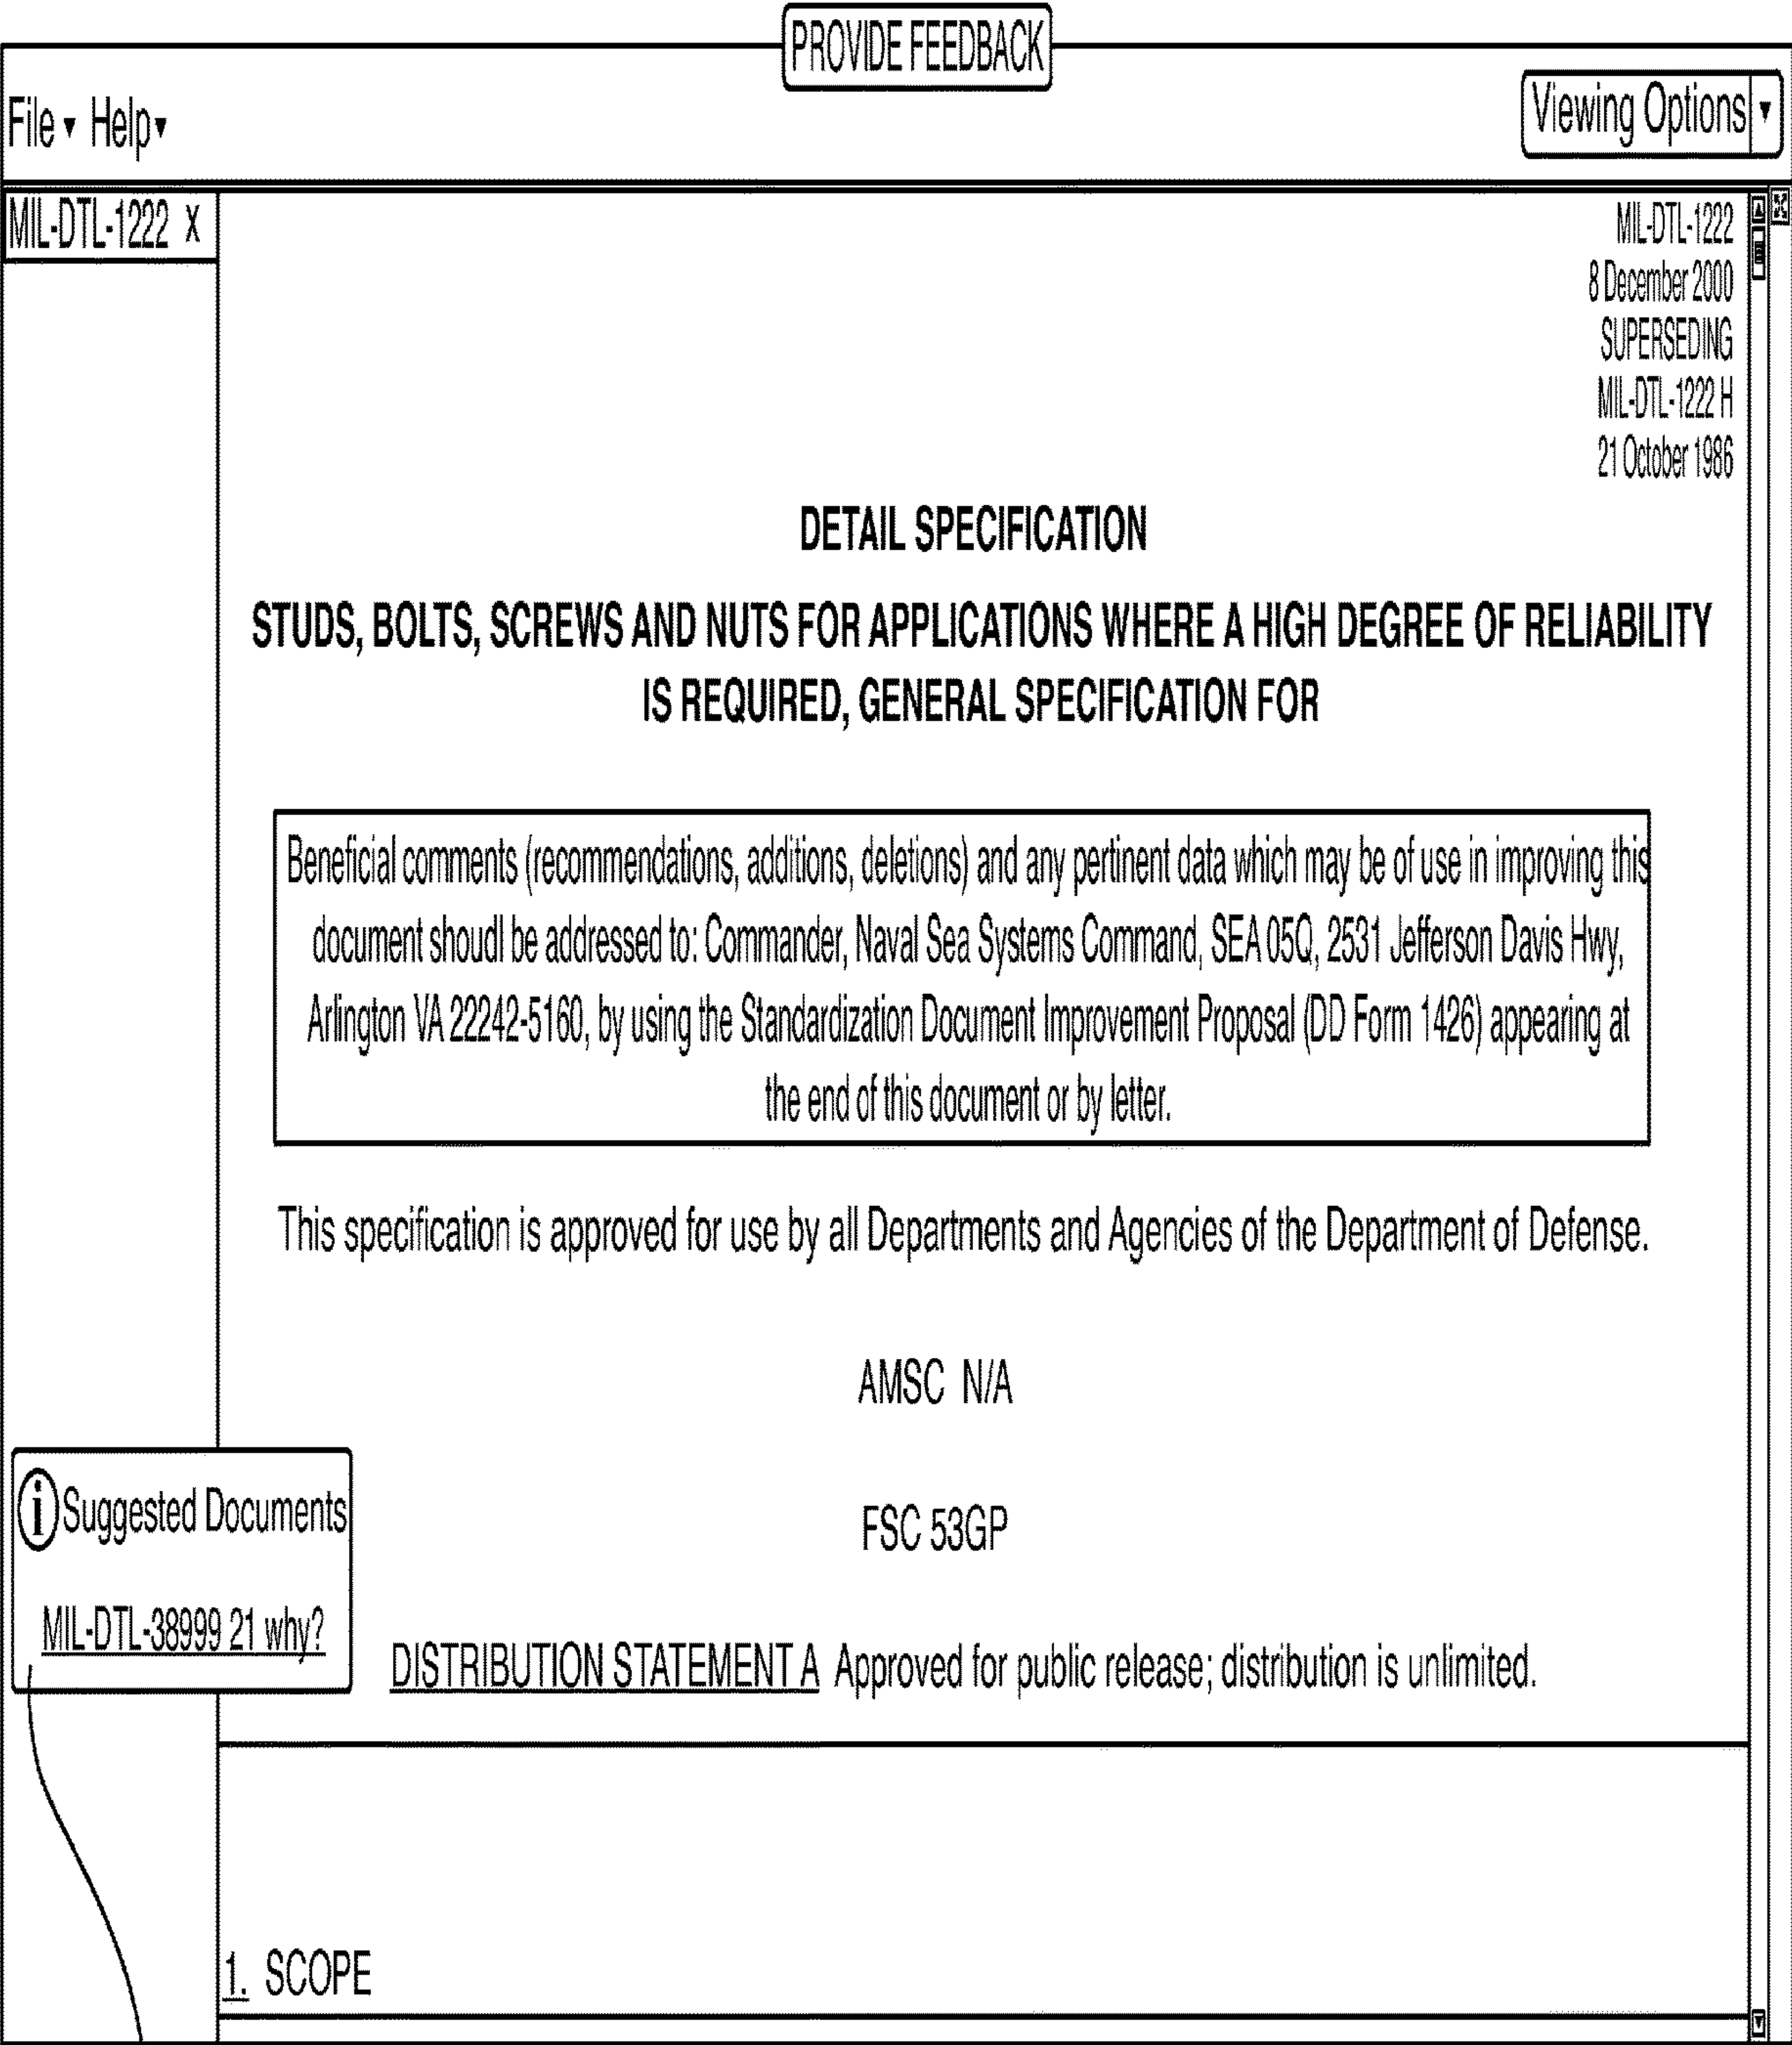 PROVIDE FEEDBACK
File ▾ Help ▾
Viewing Options ▾
MIL-DTL-1222 X
MIL-DTL-1222
8 December 2000
SUPERSEDING
MIL-DTL-1222 H
21 October 1986
DETAIL SPECIFICATION
STUDS, BOLTS, SCREWS AND NUTS FOR APPLICATIONS WHERE A HIGH DEGREE OF RELIABILITY
IS REQUIRED, GENERAL SPECIFICATION FOR
Beneficial comments (recommendations, additions, deletions) and any pertinent data which may be of use in improving this
document shoudl be addressed to: Commander, Naval Sea Systems Command, SEA 05Q, 2531 Jefferson Davis Hwy,
Arlington VA 22242-5160, by using the Standardization Document Improvement Proposal (DD Form 1426) appearing at
the end of this document or by letter.
This specification is approved for use by all Departments and Agencies of the Department of Defense.
AMSC N/A
FSC 53GP
i Suggested Documents
MIL-DTL-38999 21 why?
DISTRIBUTION STATEMENT A Approved for public release; distribution is unlimited.
1. SCOPE